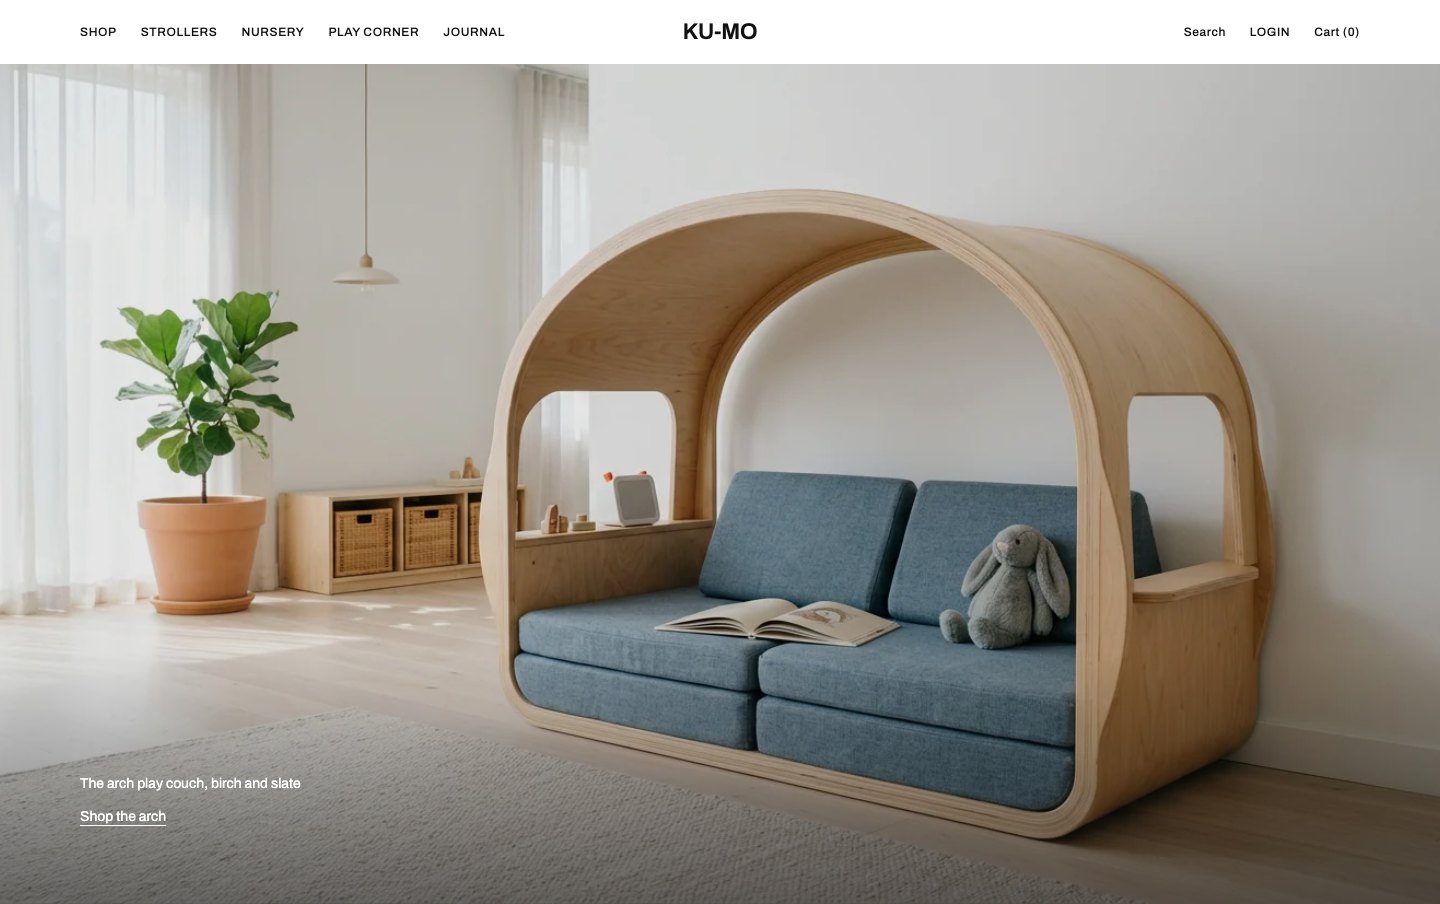 SHOP STROLLERS NURSERY PLAY CORNER JOURNAL KU-MO Search LOGIN Cart (0)
The arch play couch, birch and slate
Shop the arch